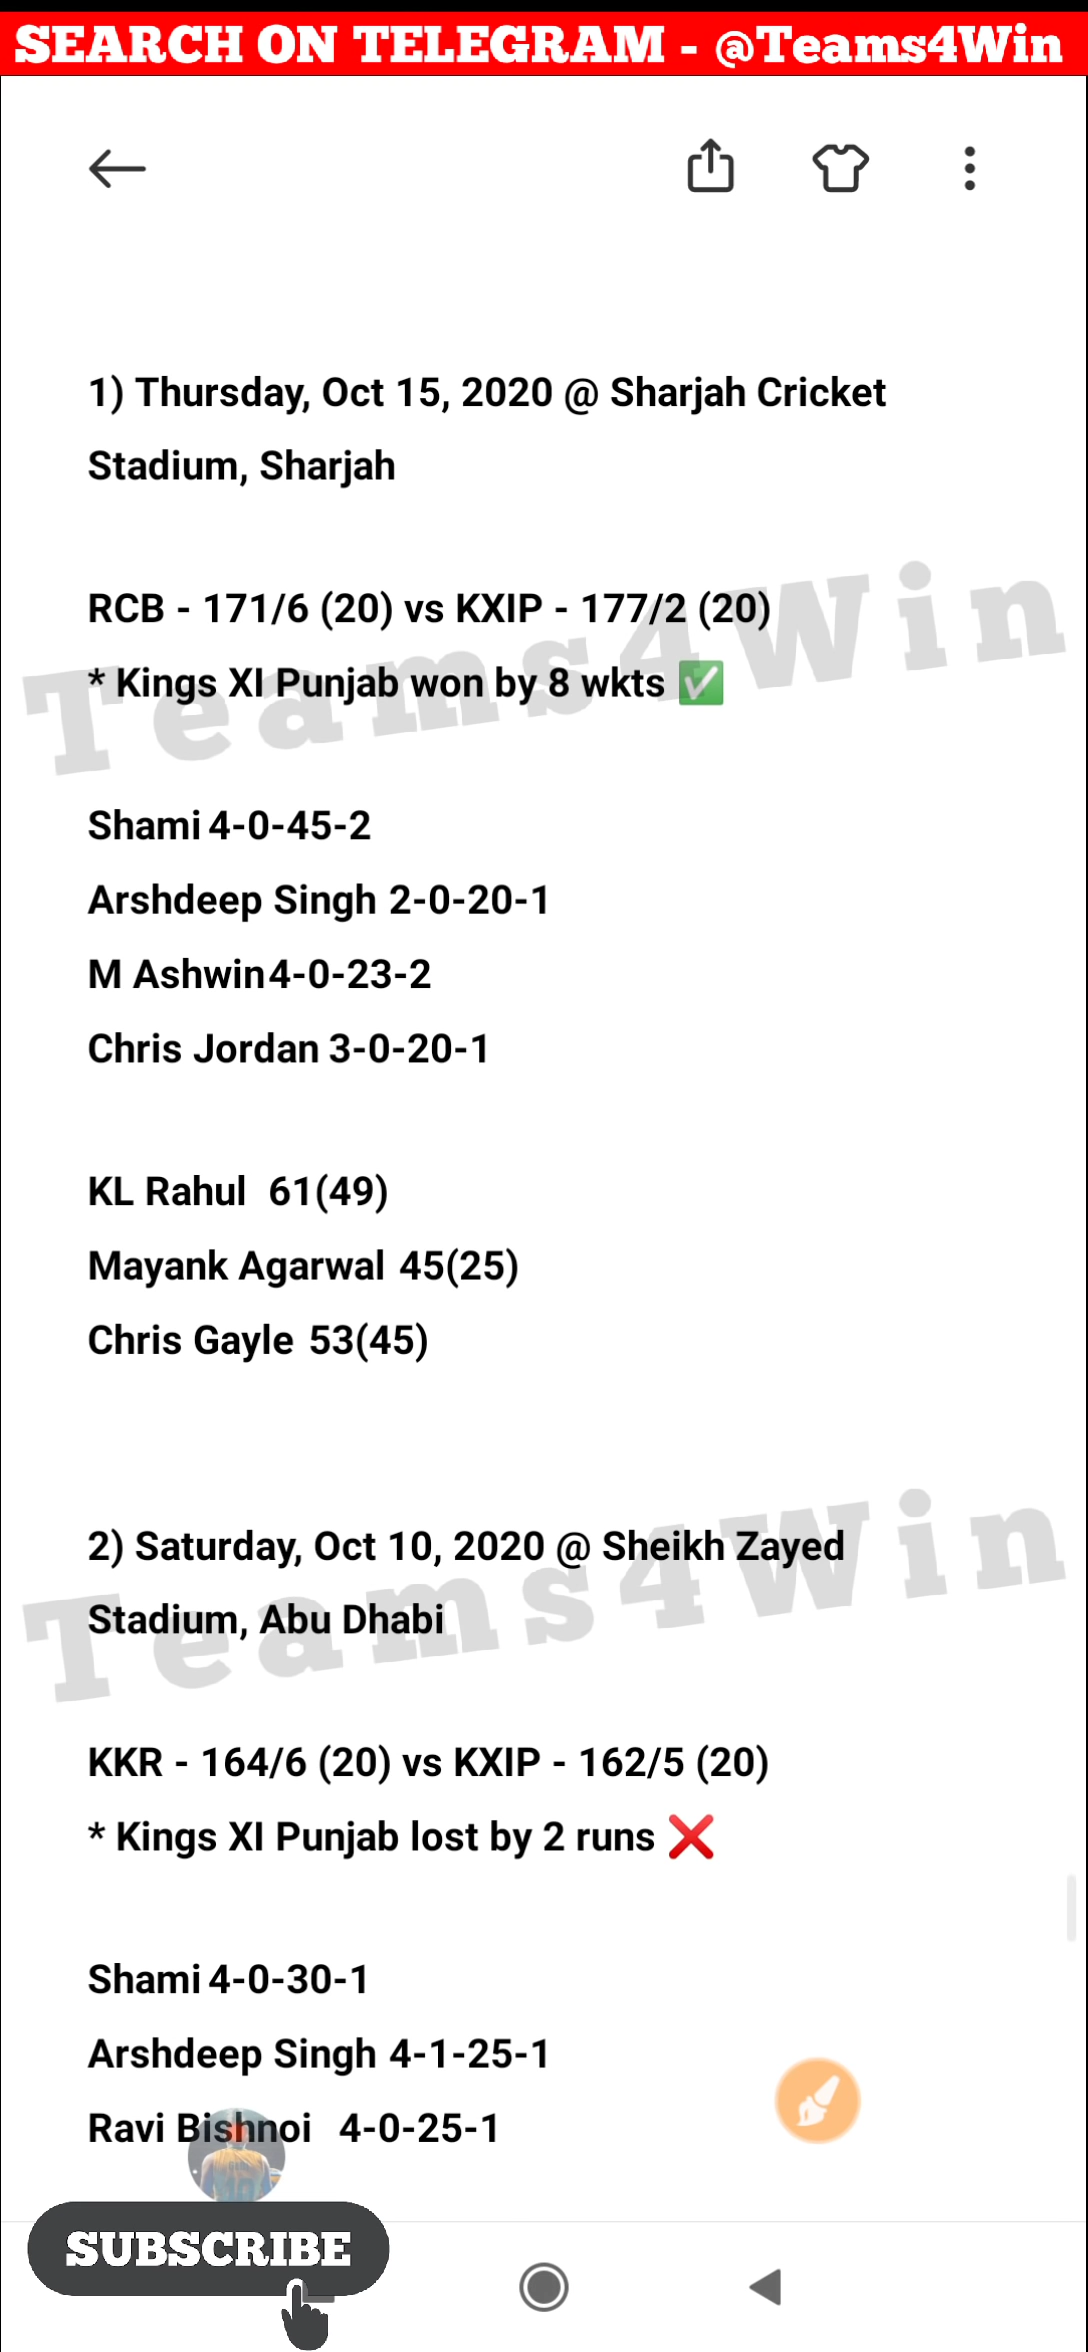 SEARCH ON TELEGRAM - @Teams4Win
1) Thursday, Oct 15, 2020 @ Sharjah Cricket
Stadium, Sharjah
RCB - 171/6 (20) vs KXIP - 177/2 (20)
* Kings XI Punjab won by 8 wkts ✅
Teams4Win
Shami 4-0-45-2
Arshdeep Singh 2-0-20-1
M Ashwin 4-0-23-2
Chris Jordan 3-0-20-1
KL Rahul 61(49)
Mayank Agarwal 45(25)
Chris Gayle 53(45)
2) Saturday, Oct 10, 2020 @ Sheikh Zayed
Stadium, Abu Dhabi
Teams4Win
KKR - 164/6 (20) vs KXIP - 162/5 (20)
* Kings XI Punjab lost by 2 runs ❌
Shami 4-0-30-1
Arshdeep Singh 4-1-25-1
Ravi Bishnoi 4-0-25-1
SUBSCRIBE